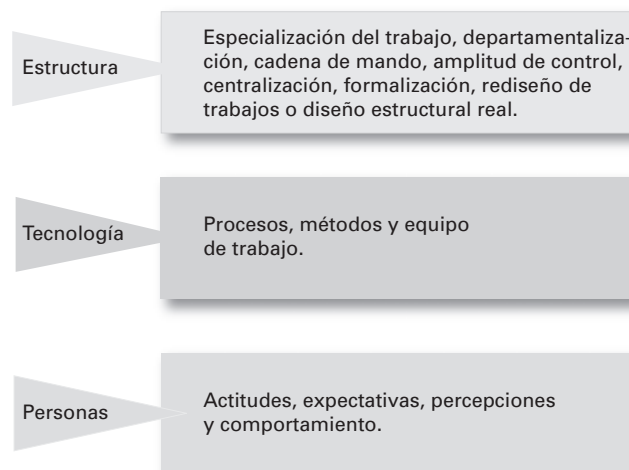 Estructura
Especialización del trabajo, departamentaliza-
ción, cadena de mando, amplitud de control,
centralización, formalización, rediseño de
trabajos o diseño estructural real.
Tecnología
Procesos, métodos y equipo
de trabajo.
Personas
Actitudes, expectativas, percepciones
y comportamiento.